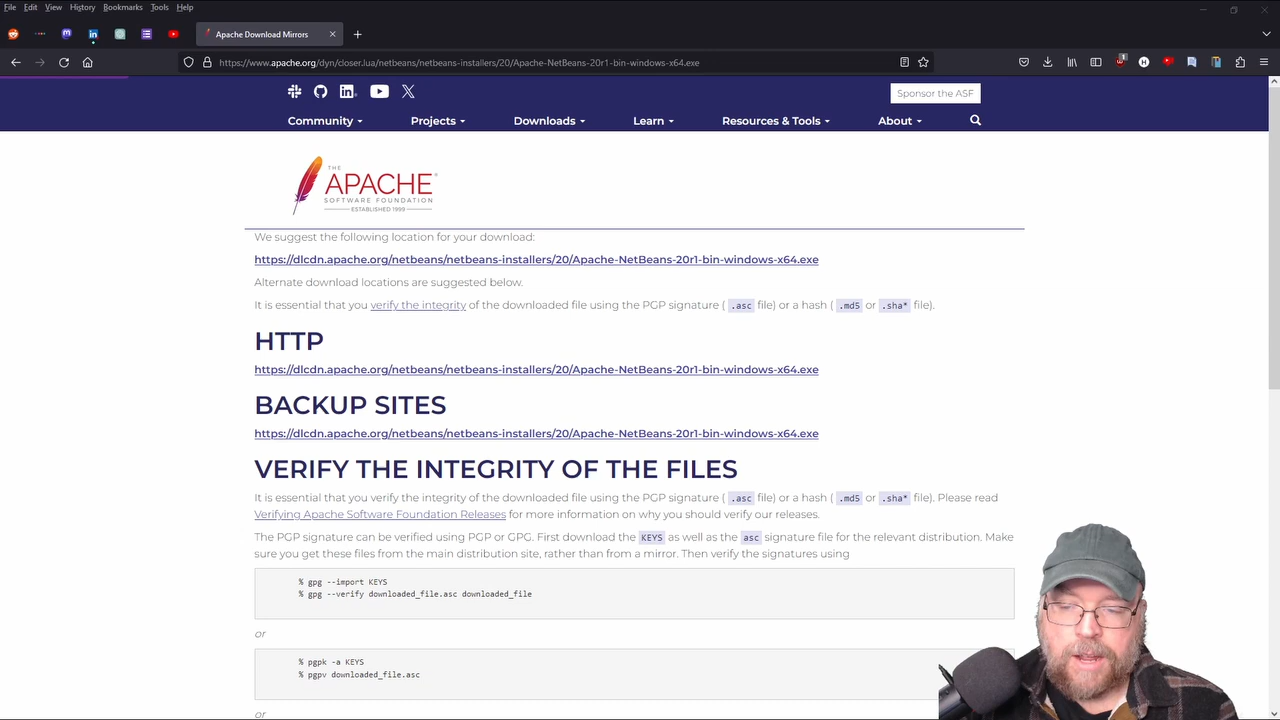 File Edit View History Bookmarks Tools Help
Apache Download Mirrors
https://www.apache.org/dyn/closer.lua/netbeans/netbeans-installers/20/Apache-NetBeans-20r1-bin-windows-x64.exe
Sponsor the ASF
Community Projects Downloads Learn Resources & Tools About
THE
APACHE
SOFTWARE FOUNDATION
ESTABLISHED 1999
We suggest the following location for your download:
https://dlcdn.apache.org/netbeans/netbeans-installers/20/Apache-NetBeans-20r1-bin-windows-x64.exe
Alternate download locations are suggested below.
It is essential that you verify the integrity of the downloaded file using the PGP signature ( .asc file) or a hash ( .md5 or .sha* file).
HTTP
https://dlcdn.apache.org/netbeans/netbeans-installers/20/Apache-NetBeans-20r1-bin-windows-x64.exe
BACKUP SITES
https://dlcdn.apache.org/netbeans/netbeans-installers/20/Apache-NetBeans-20r1-bin-windows-x64.exe
VERIFY THE INTEGRITY OF THE FILES
It is essential that you verify the integrity of the downloaded file using the PGP signature ( .asc file) or a hash ( .md5 or .sha* file). Please read
Verifying Apache Software Foundation Releases for more information on why you should verify our releases.
The PGP signature can be verified using PGP or GPG. First download the KEYS as well as the asc signature file for the relevant distribution. Make
sure you get these files from the main distribution site, rather than from a mirror. Then verify the signatures using
% gpg --import KEYS
% gpg --verify downloaded_file.asc downloaded_file
or
% pgpk -a KEYS
% pgpv downloaded_file.asc
or